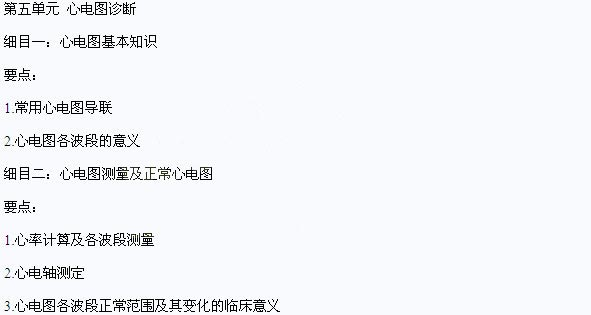 第五单元 心电图诊断
细目一：心电图基本知识
要点：
1.常用心电图导联
2.心电图各波段的意义
细目二：心电图测量及正常心电图
要点：
1.心率计算及各波段测量
2.心电轴测定
3.心电图各波段正常范围及其变化的临床意义